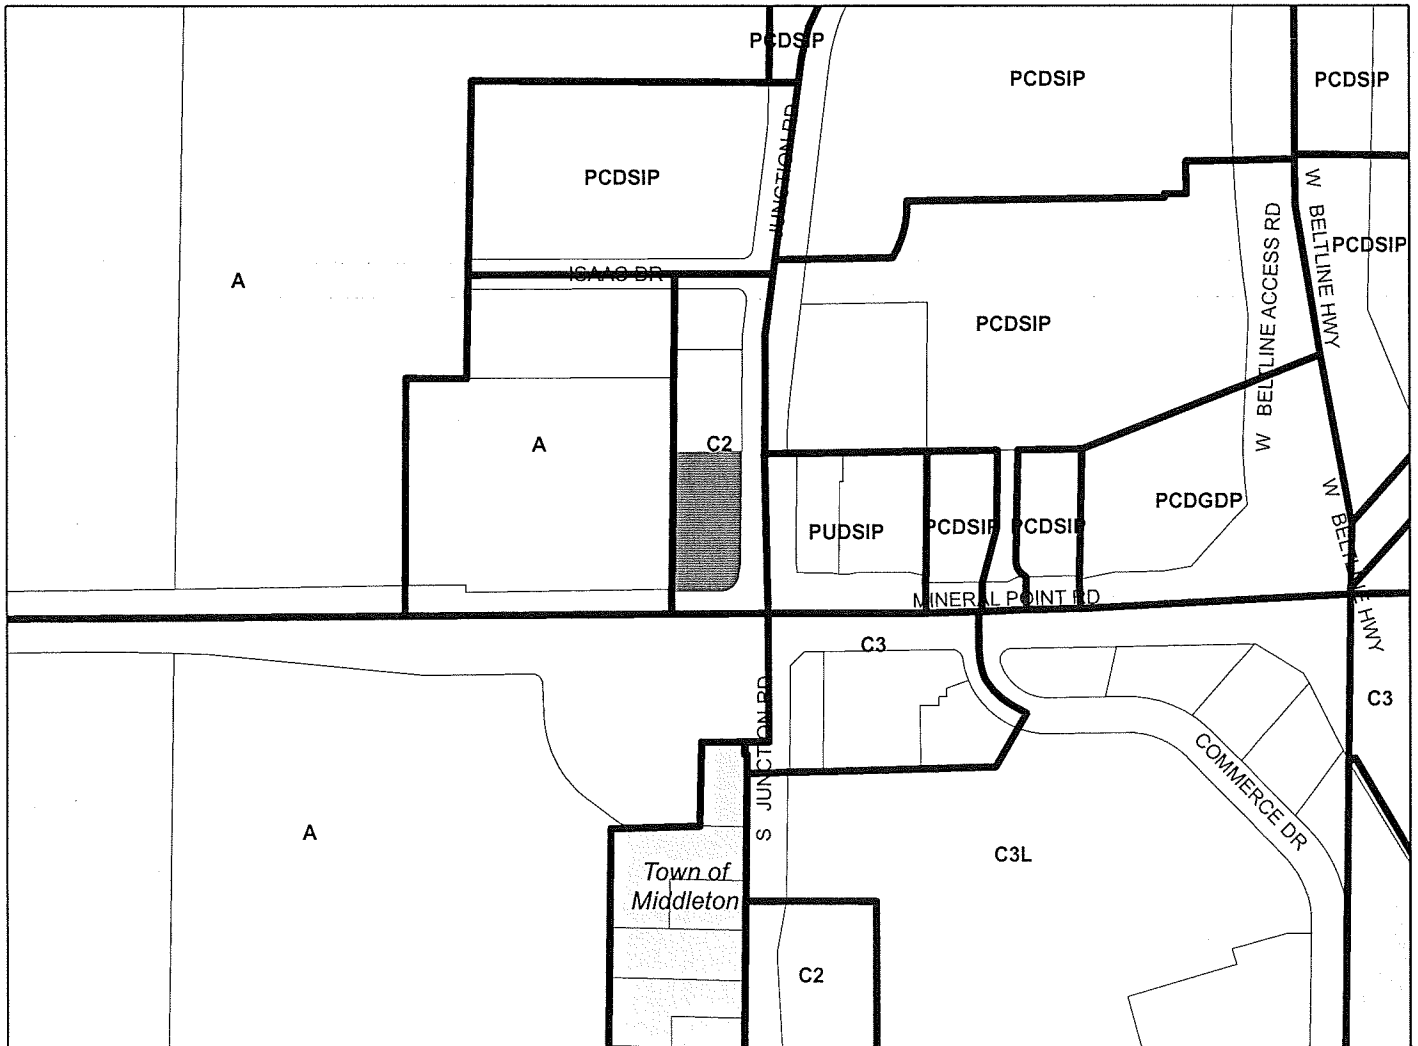 PCDSIP
PCDSIP
PCDSIP
JUNCTION RD
PCDSIP
W BELTLINE HWY
W BELTLINE ACCESS RD
PCDSIP
A
ISAAC DR
PCDSIP
A
C2
PCDGDP
PUDSIP
PCDSIP
PCDSIP
W BELTLINE HWY
MINERAL POINT RD
C3
C3
S JUNCTION RD
COMMERCE DR
A
C3L
Town of
Middleton
C2